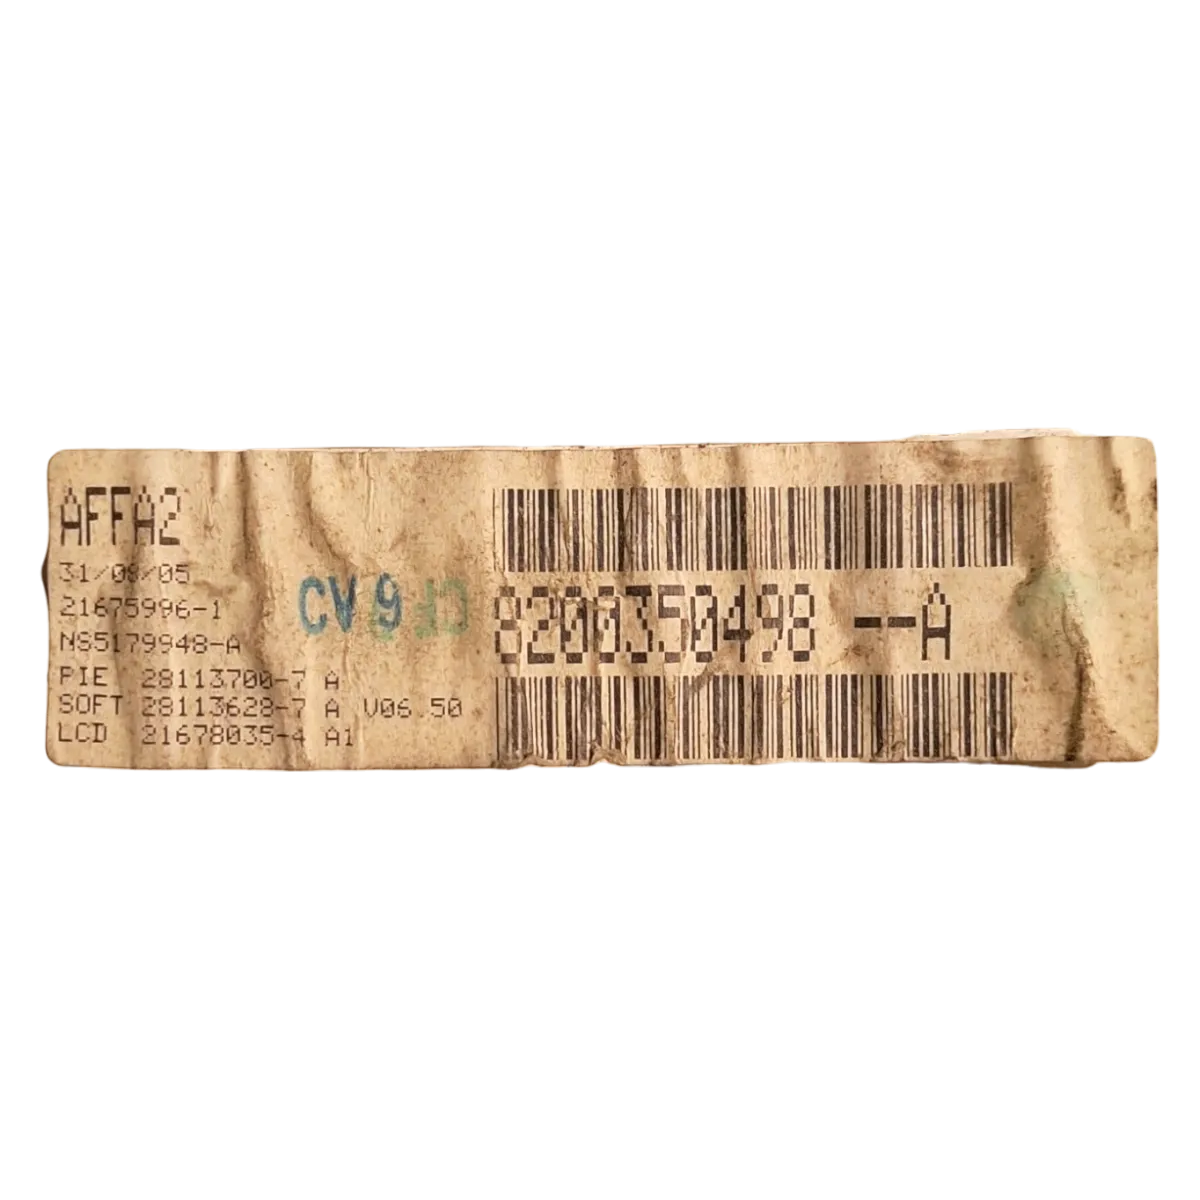 AFFA2
31/08/05
21675996-1
NS5179948-A
PIE 28113700-7 A
SOFT 28113628-7 A V06.50
LCD 21678035-4 A1
CV 9
8200350498 --A